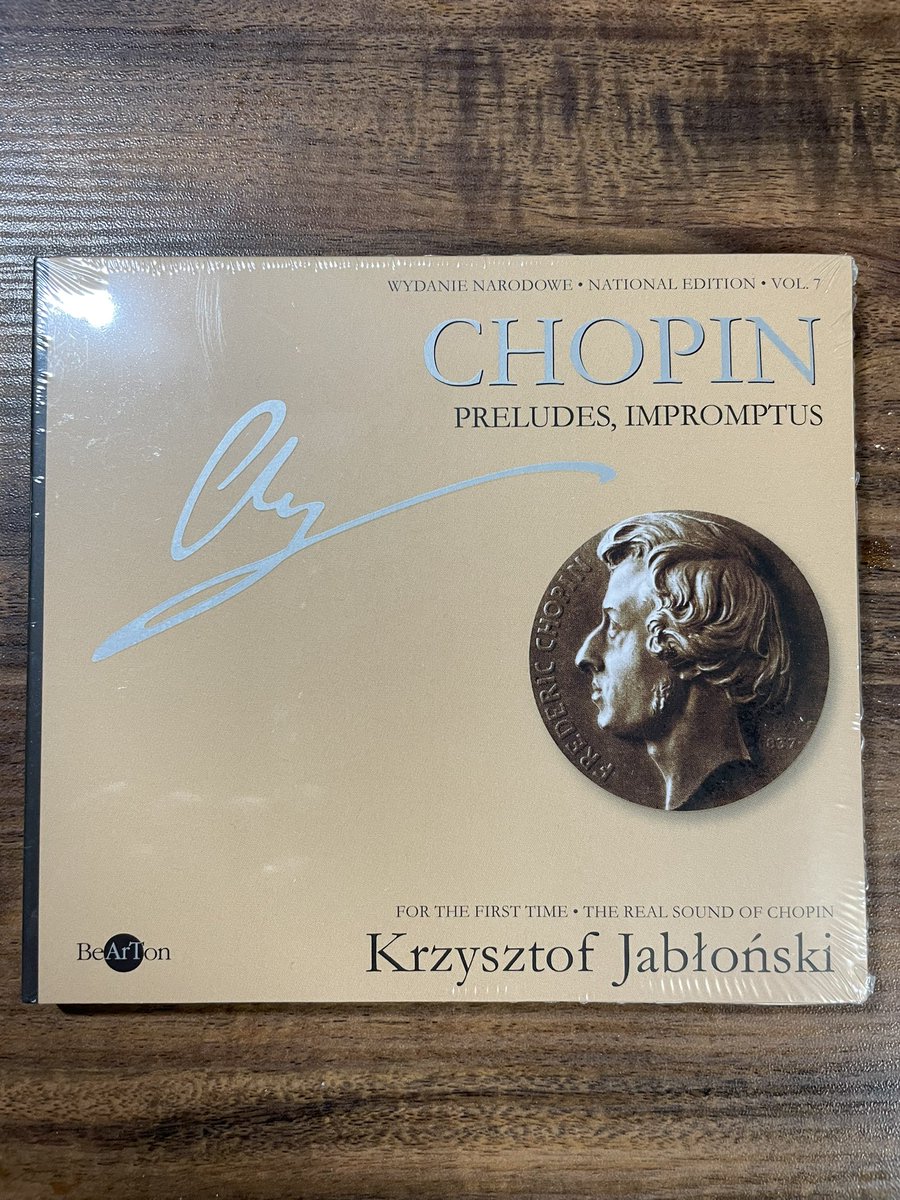 WYDANIE NARODOWE • NATIONAL EDITION • VOL. 7
CHOPIN
PRELUDES, IMPROMPTUS
FREDERIC CHOPIN
1837
FOR THE FIRST TIME • THE REAL SOUND OF CHOPIN
BeArTon
Krzysztof Jabłoński